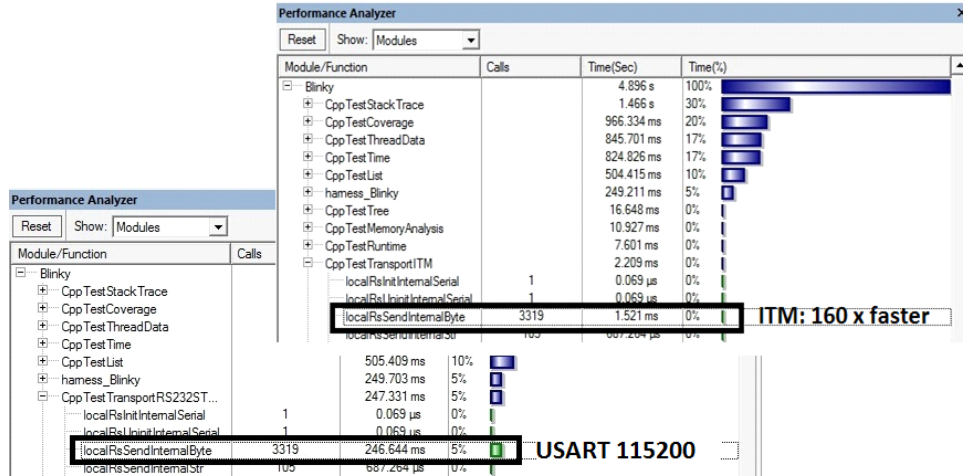 Performance Analyzer
Reset Show: Modules
Module/Function Calls Time(Sec) Time(%)
Blinky 4.896 s 100%
CppTestStackTrace 1.466 s 30%
CppTestCoverage 966.334 ms 20%
CppTestThreadData 845.701 ms 17%
CppTestTime 824.826 ms 17%
CppTestList 504.415 ms 10%
harness_Blinky 249.211 ms 5%
CppTestTree 16.648 ms 0%
CppTestMemoryAnalysis 10.927 ms 0%
CppTestRuntime 7.601 ms 0%
CppTestTransportITM 2.209 ms 0%
localRsInitInternalSerial 1 0.069 µs 0%
localRsUninitInternalSerial 1 0.069 µs 0%
localRsSendInternalByte 3319 1.521 ms 0%
ITM: 160 x faster
localRsSendInternalStr 105 687.264 µs 0%
Performance Analyzer
Reset Show: Modules
Module/Function Calls
Blinky
CppTestStackTrace
CppTestCoverage
CppTestThreadData
CppTestTime
CppTestList 505.409 ms 10%
harness_Blinky 249.703 ms 5%
CppTestTransportRS232ST... 247.331 ms 5%
localRsInitInternalSerial 1 0.069 µs 0%
localRsUninitInternalSerial 1 0.069 µs 0%
localRsSendInternalByte 3319 246.644 ms 5%
USART 115200
localRsSendInternalStr 105 687.264 µs 0%